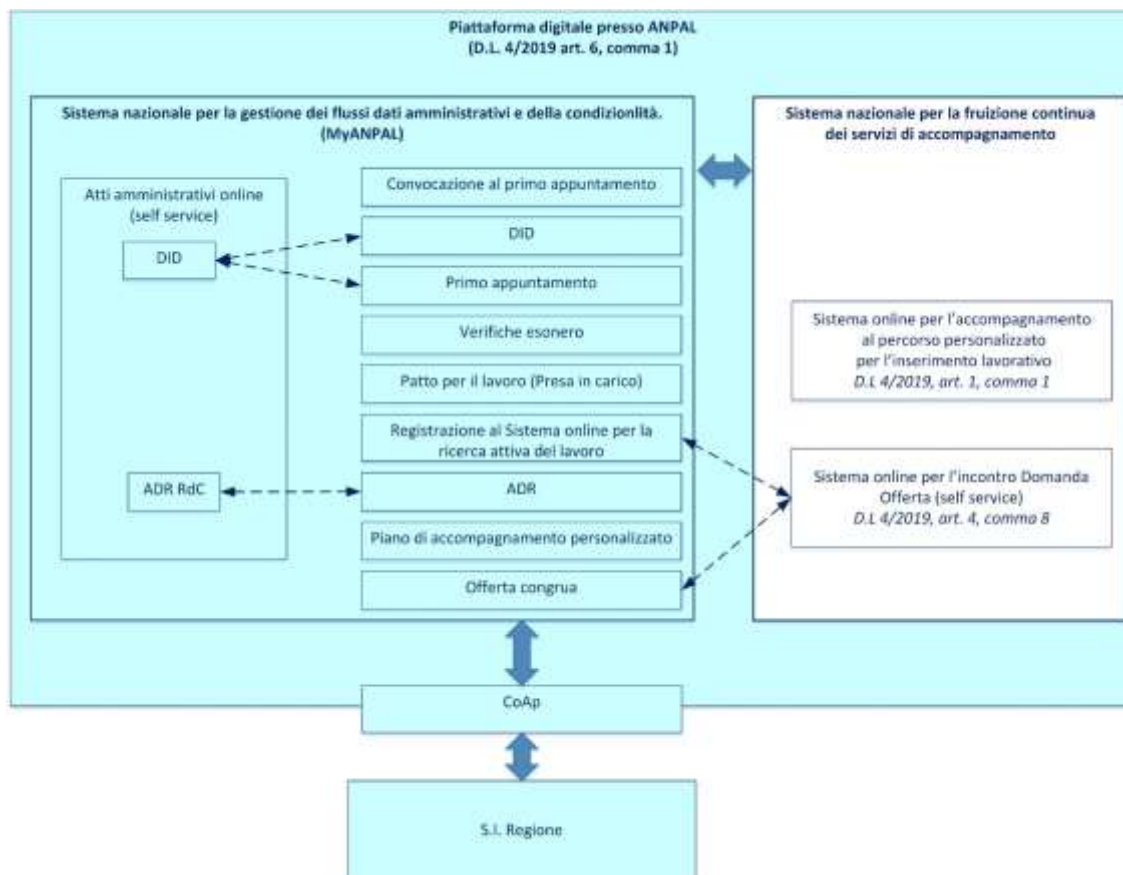 Piattaforma digitale presso ANPAL
(D.L. 4/2019 art. 6, comma 1)
Sistema nazionale per la gestione dei flussi dati amministrativi e della condizionlità.
(MyANPAL)
Atti amministrativi online
(self service)
DID
ADR RdC
Convocazione al primo appuntamento
DID
Primo appuntamento
Verifiche esonero
Patto per il lavoro (Presa in carico)
Registrazione al Sistema online per la
ricerca attiva del lavoro
ADR
Piano di accompagnamento personalizzato
Offerta congrua
Sistema nazionale per la fruizione continua
dei servizi di accompagnamento
Sistema online per l'accompagnamento
al percorso personalizzato
per l'inserimento lavorativo
D.L 4/2019, art. 1, comma 1
Sistema online per l'incontro Domanda
Offerta (self service)
D.L 4/2019, art. 4, comma 8
CoAp
S.I. Regione